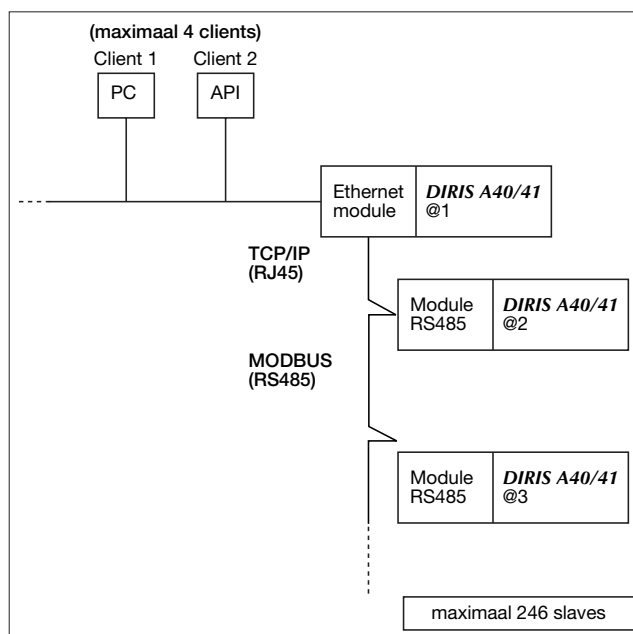 (maximaal 4 clients)
Client 1
Client 2
PC
API
Ethernet
module
DIRIS A40/41
@1
TCP/IP
(RJ45)
Module
RS485
DIRIS A40/41
@2
MODBUS
(RS485)
Module
RS485
DIRIS A40/41
@3
maximaal 246 slaves